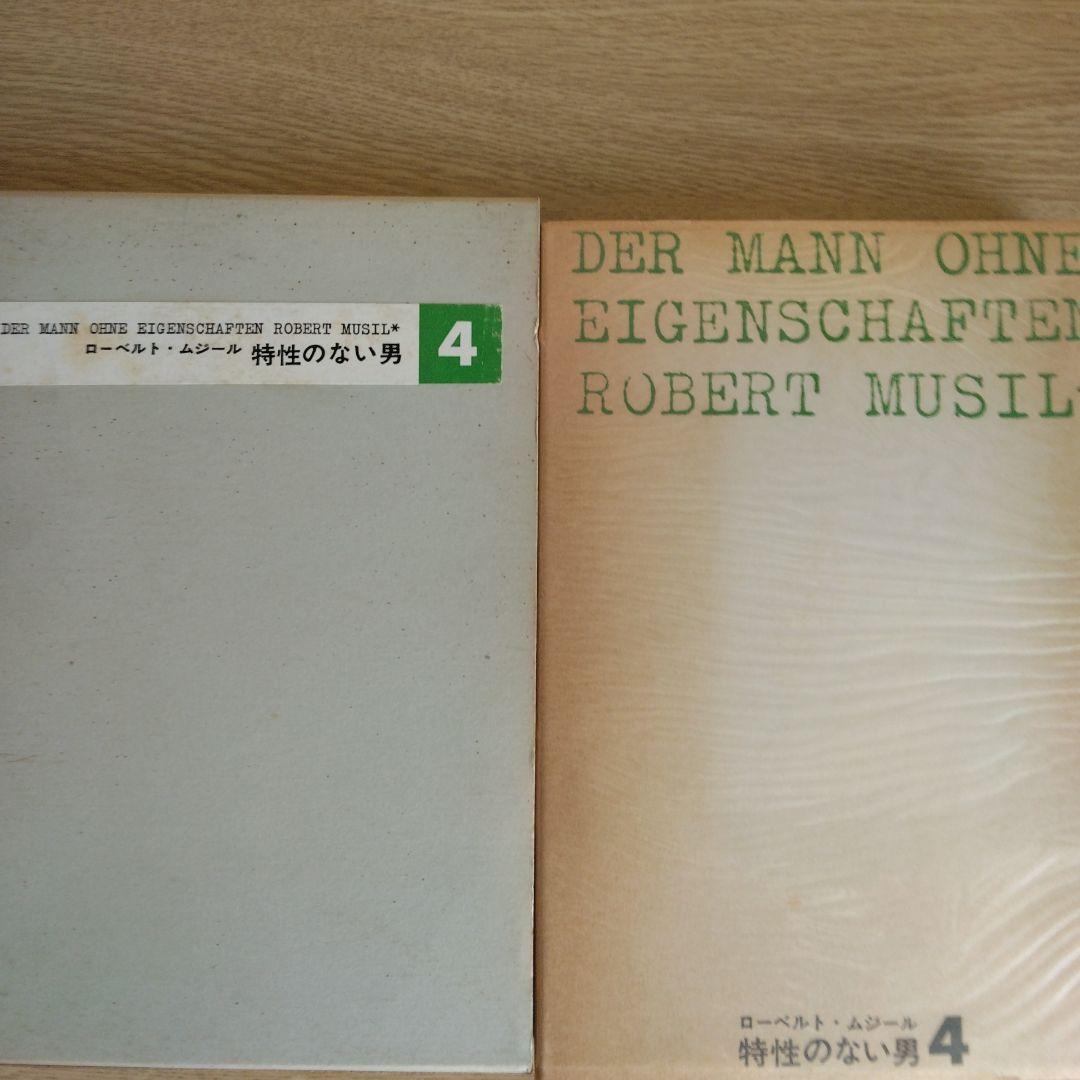 DER MANN OHNE EIGENSCHAFTEN ROBERT MUSIL*
ローベルト・ムジール 特性のない男
4
DER MANN OHNE
EIGENSCHAFTEN
ROBERT MUSIL
ローベルト・ムジール
特性のない男 4